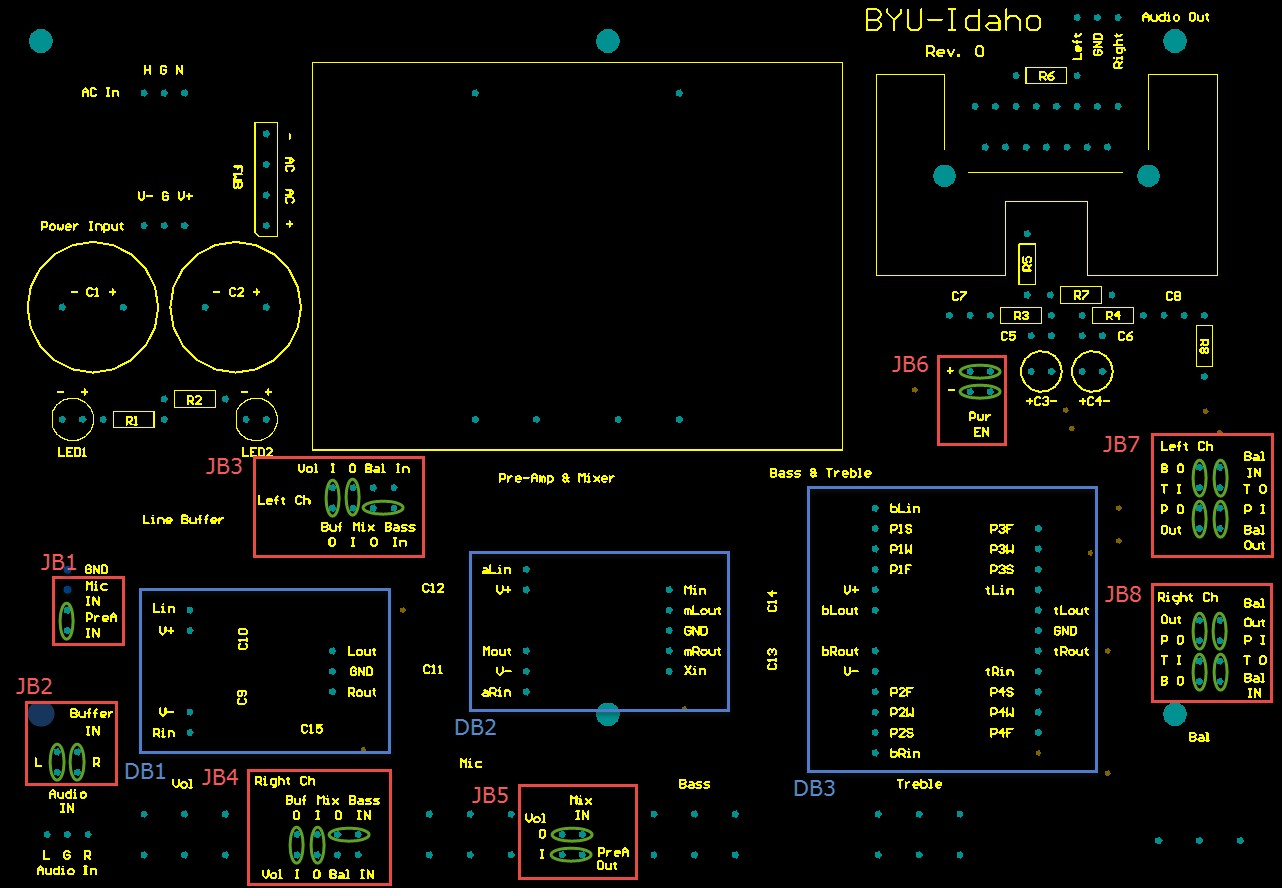 BYU-Idaho
Rev. 0
Audio Out
Left
GND
Right
R6
H G N
AC In
FWB
- AC AC +
V- G V+
Power Input
- C1 +
- C2 +
- +
- +
R2
R1
LED1
LED2
R5
C7
R7
C8
R3
R4
C5
C6
R8
JB6
+
-
Pwr
EN
+C3-
+C4-
JB3
Vol I O Bal In
Left Ch
Buf Mix Bass
O I O In
Pre-Amp & Mixer
Bass & Treble
Line Buffer
JB7
Left Ch
Bal
IN
B O
T I
T O
P O
P I
Out
Bal
Out
JB1
GND
Mic
IN
PreA
IN
Lin
V+
C10
Lout
GND
Rout
C9
V-
Rin
C15
DB1
C12
C11
aLin
V+
Min
mLout
GND
Mout
mRout
V-
Xin
aRin
DB2
C14
C13
bLin
P1S
P1W
P1F
V+
bLout
bRout
V-
P2F
P2W
P2S
bRin
P3F
P3W
P3S
tLin
tLout
GND
tRout
tRin
P4S
P4W
P4F
DB3
JB8
Right Ch
Bal
Out
Out
P O
P I
T I
T O
B O
Bal
IN
Bal
JB2
Buffer
IN
L
R
Audio
IN
L G R
Audio In
Vol
JB4
Right Ch
Buf Mix Bass
O I O IN
Vol I O Bal IN
Mic
JB5
Mix
IN
Vol
O
I
PreA
Out
Bass
Treble